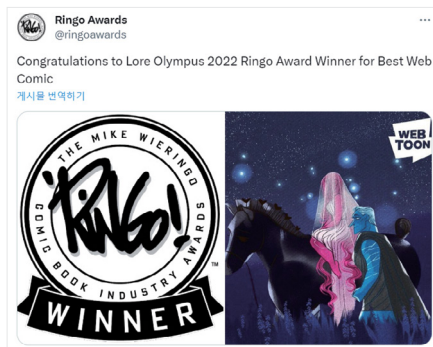 Ringo Awards
@ringoawards
Congratulations to Lore Olympus 2022 Ringo Award Winner for Best Web
Comic
게시물 번역하기
THE MIKE WIERINGO
RINGO!
COMIC BOOK INDUSTRY AWARDS
TM
WINNER
WEB
TOON